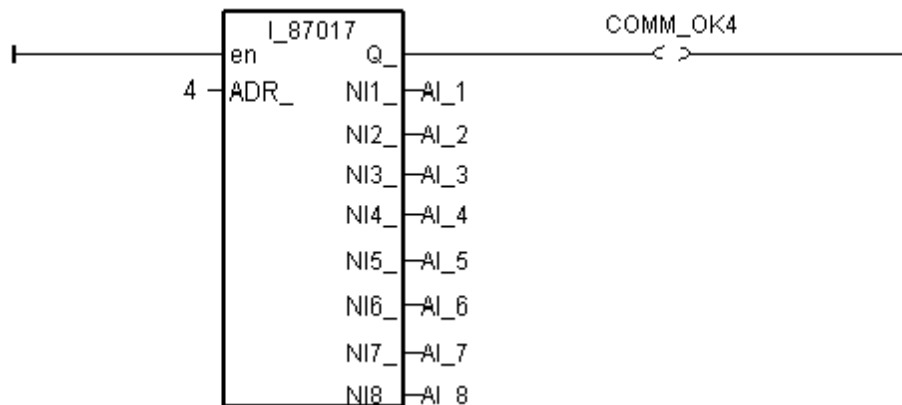 I_87017
COMM_OK4
en Q_
4 ADR_ NI1_ AI_1
NI2_ AI_2
NI3_ AI_3
NI4_ AI_4
NI5_ AI_5
NI6_ AI_6
NI7_ AI_7
NI8_ AI_8